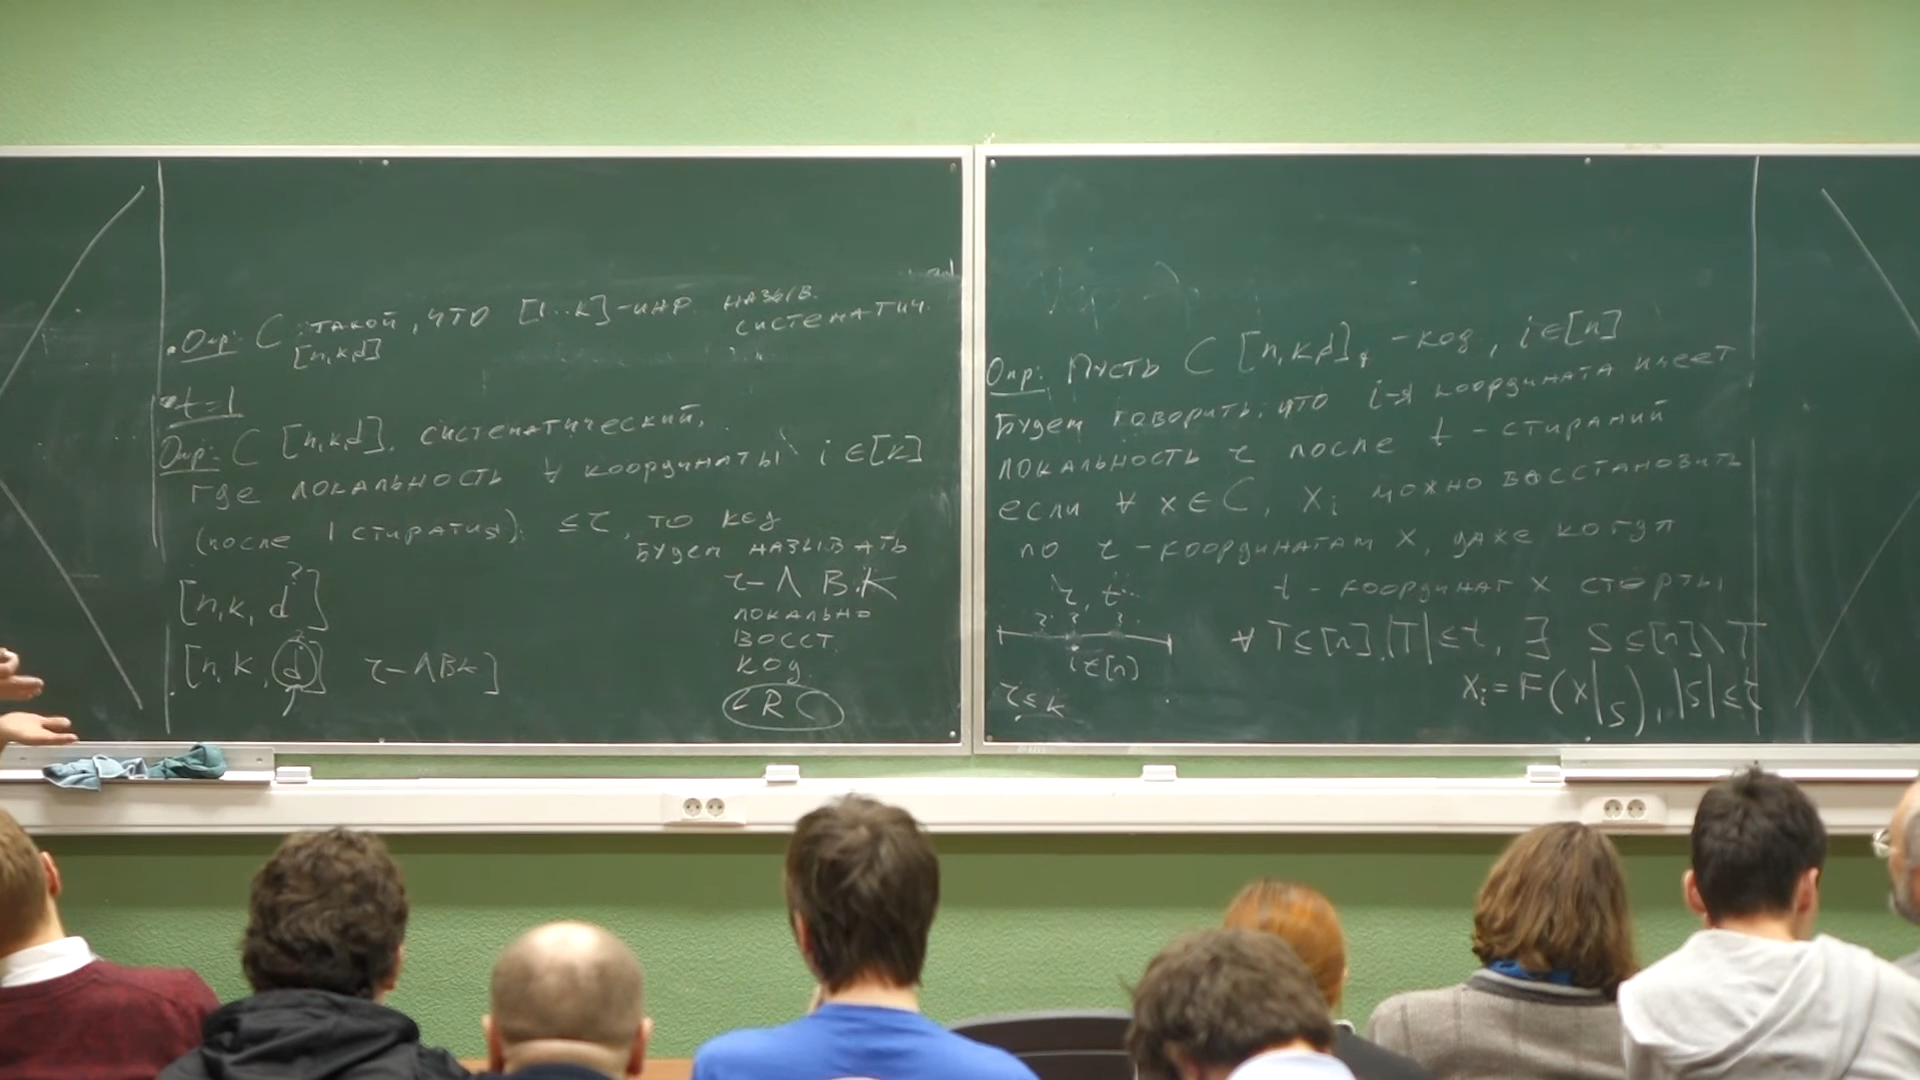 Опр: C такой, что [1..k]-инф. назыв.
[n,k,d] систематич.
t=1
Опр: C [n,k,d], систематический,
где локальность ∀ координаты i ∈ [k]
(после 1 стирания) ≤ r, то код
будем называть
[n,k,d]
?
r-ЛВК
локально
восст.
код
?
[n,k,d r-ЛВК]
LRC
Опр: Пусть C [n,k,d]q -код, i∈[n]
Будем говорить, что i-я координата имеет
локальность r после t - стираний
если ∀ x∈C, Xi можно восстановить
по r-координатам X, даже когда
t - координат X стёрты
r, t
? ? ?
i∈[n]
r≤k
∀ T⊆[n], |T|≤t, ∃ S⊆[n]\T
Xi = F(x|S), |S|≤r